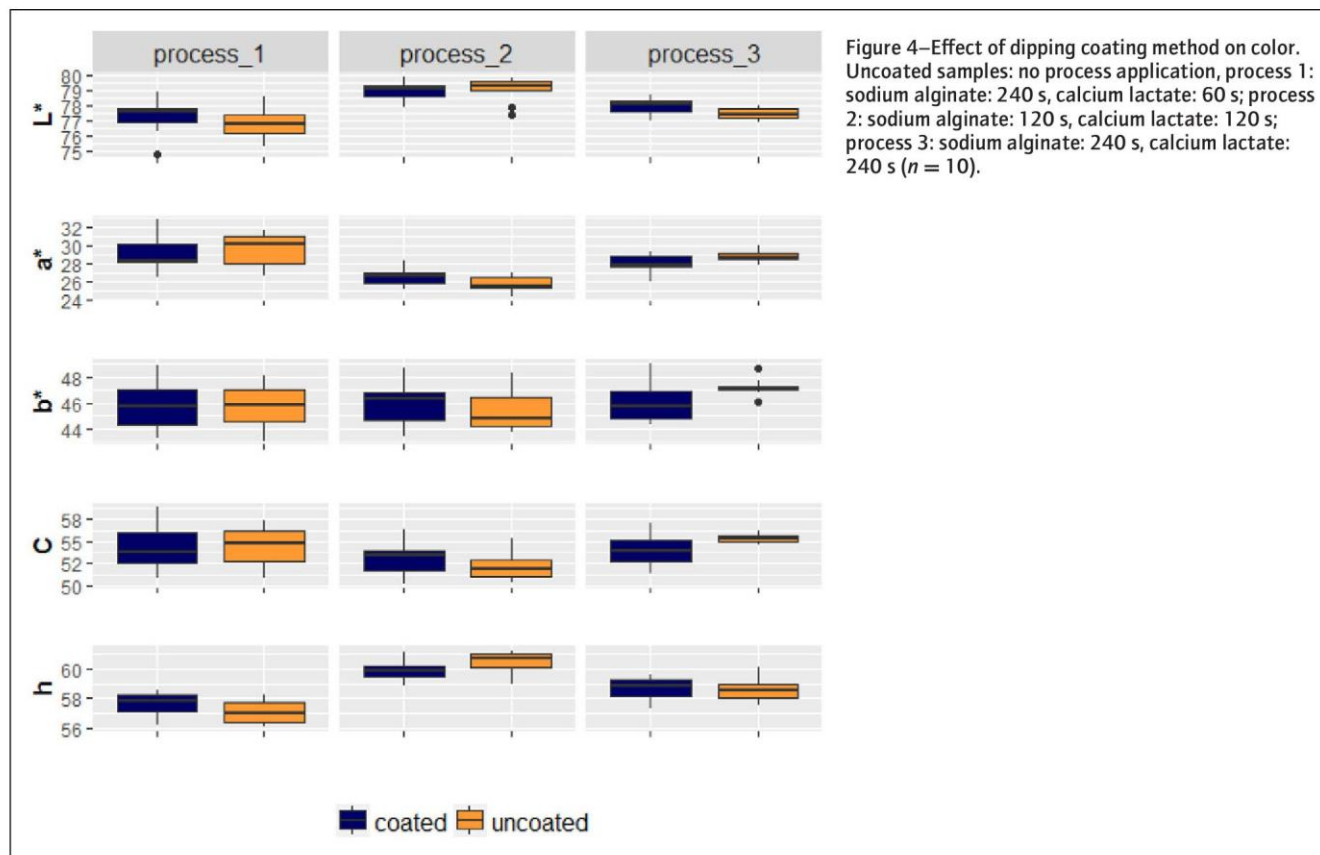 process_1 process_2 process_3
L*
80
79
78
77
76
75
a*
32
30
28
26
24
b*
48
46
44
C
58
55
52
50
h
60
58
56
coated uncoated
Figure 4–Effect of dipping coating method on color.
Uncoated samples: no process application, process 1:
sodium alginate: 240 s, calcium lactate: 60 s; process
2: sodium alginate: 120 s, calcium lactate: 120 s;
process 3: sodium alginate: 240 s, calcium lactate:
240 s (n = 10).